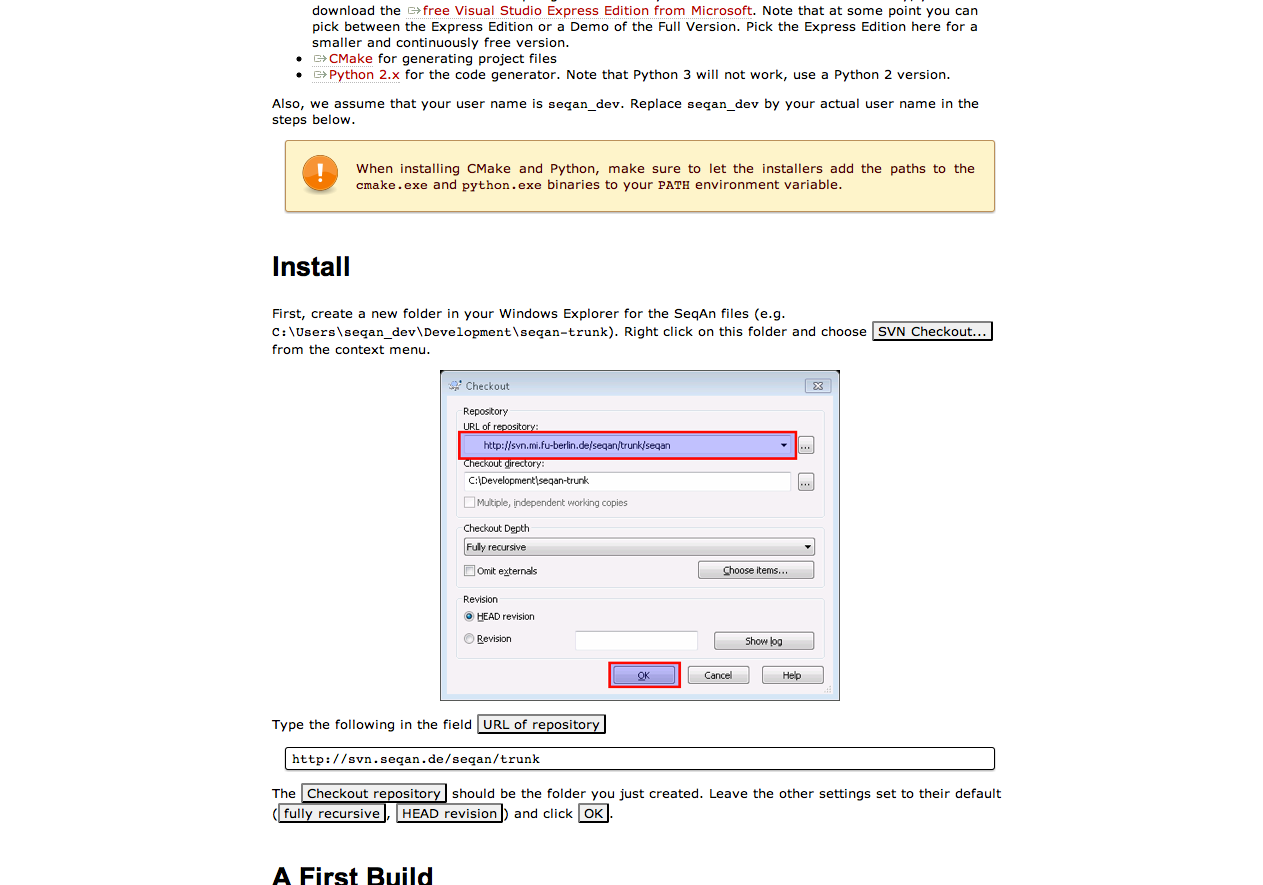 download the free Visual Studio Express Edition from Microsoft. Note that at some point you can
pick between the Express Edition or a Demo of the Full Version. Pick the Express Edition here for a
smaller and continuously free version.
CMake for generating project files
Python 2.x for the code generator. Note that Python 3 will not work, use a Python 2 version.
Also, we assume that your user name is seqan_dev. Replace seqan_dev by your actual user name in the
steps below.
When installing CMake and Python, make sure to let the installers add the paths to the
cmake.exe and python.exe binaries to your PATH environment variable.
Install
First, create a new folder in your Windows Explorer for the SeqAn files (e.g.
C:\Users\seqan_dev\Development\seqan-trunk). Right click on this folder and choose SVN Checkout...
from the context menu.
Checkout
Repository
URL of repository:
http://svn.mi.fu-berlin.de/seqan/trunk/seqan
...
Checkout directory:
C:\Development\seqan-trunk
...
Multiple, independent working copies
Checkout Depth
Fully recursive
Omit externals
Choose items...
Revision
HEAD revision
Revision
Show log
OK
Cancel
Help
Type the following in the field URL of repository
http://svn.seqan.de/seqan/trunk
The Checkout repository should be the folder you just created. Leave the other settings set to their default
(fully recursive, HEAD revision) and click OK.
A First Build